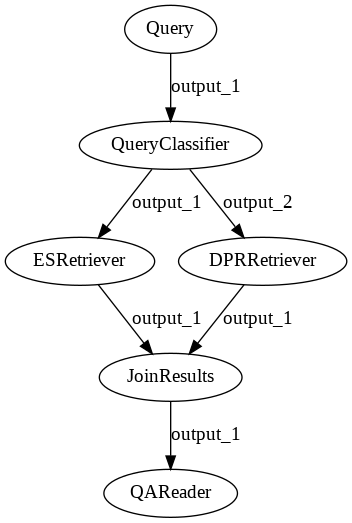 Query
output_1
QueryClassifier
output_1
output_2
ESRetriever
DPRRetriever
output_1
output_1
JoinResults
output_1
QAReader